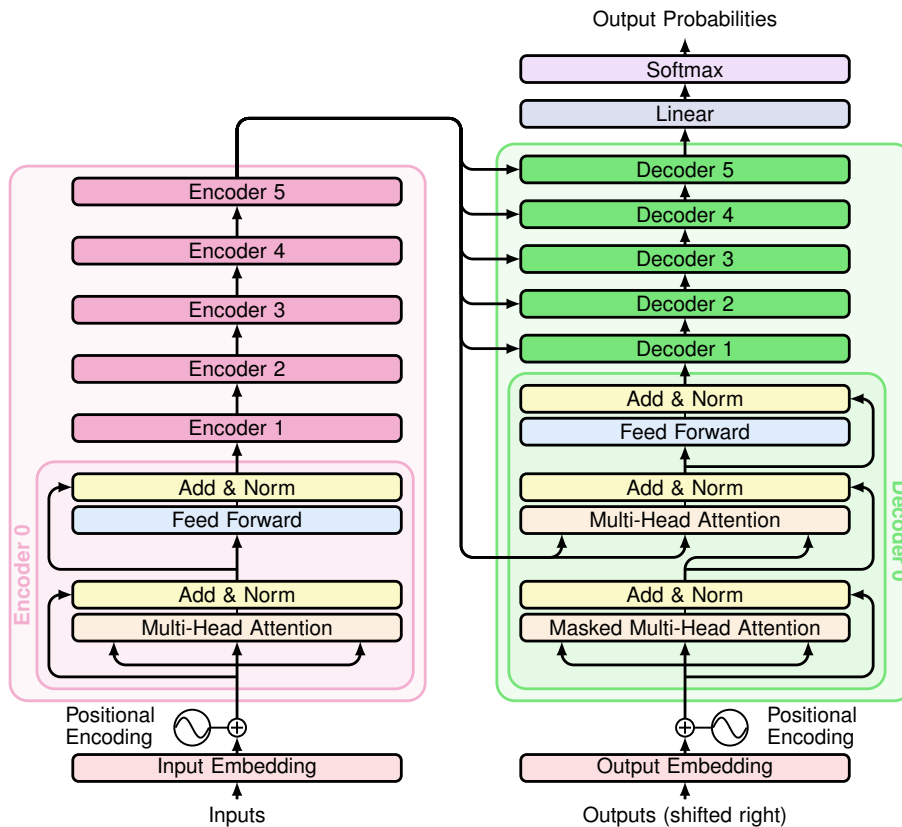 Output Probabilities
Softmax
Linear
Decoder 5
Decoder 4
Decoder 3
Decoder 2
Decoder 1
Add & Norm
Feed Forward
Add & Norm
Multi-Head Attention
Add & Norm
Masked Multi-Head Attention
Decoder 0
Positional
Encoding
Output Embedding
Outputs (shifted right)
Encoder 5
Encoder 4
Encoder 3
Encoder 2
Encoder 1
Add & Norm
Feed Forward
Add & Norm
Multi-Head Attention
Encoder 0
Positional
Encoding
Input Embedding
Inputs